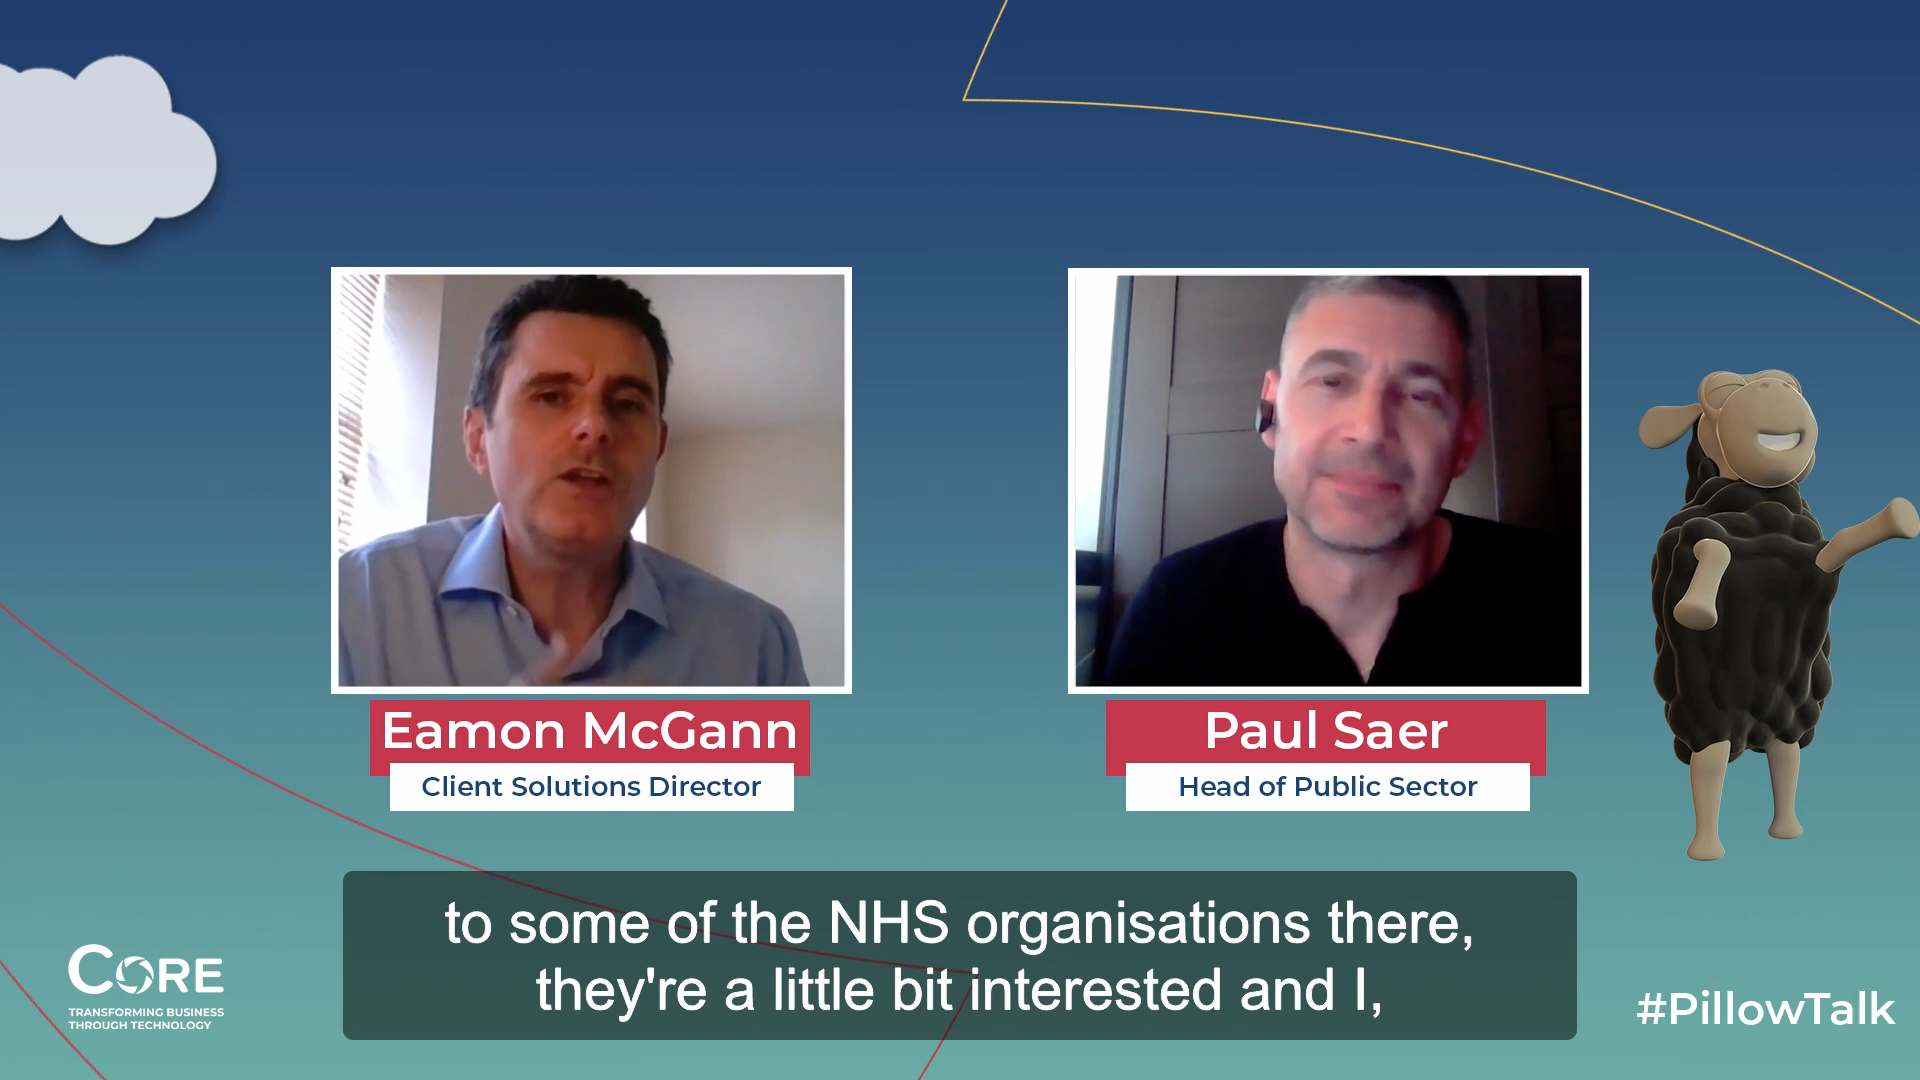 Eamon McGann
Client Solutions Director
Paul Saer
Head of Public Sector
to some of the NHS organisations there,
they're a little bit interested and I,
CORE
TRANSFORMING BUSINESS
THROUGH TECHNOLOGY
#PillowTalk